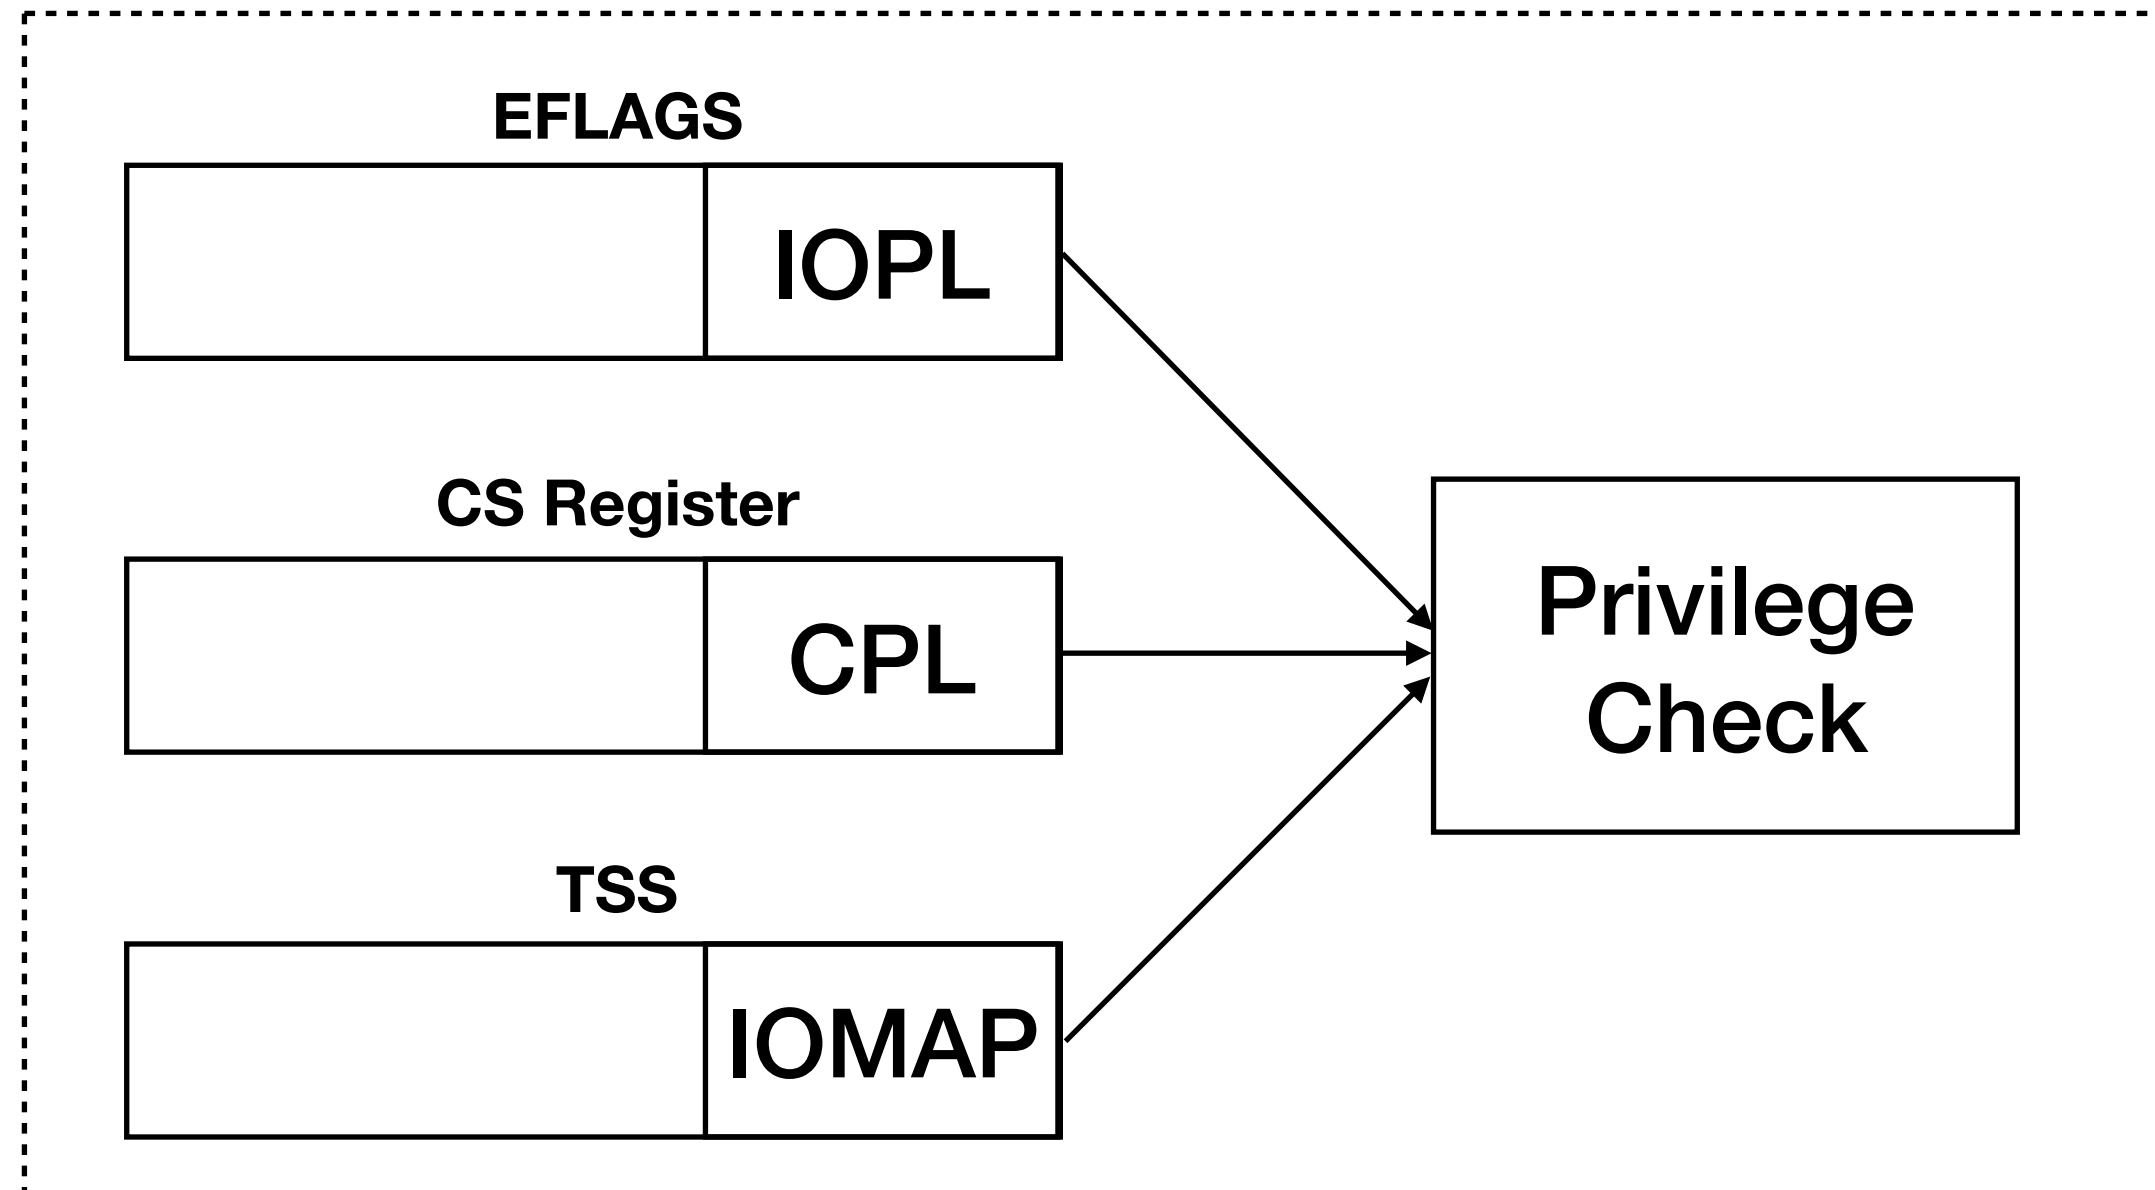 EFLAGS
IOPL
CS Register
CPL
Privilege
Check
TSS
IOMAP